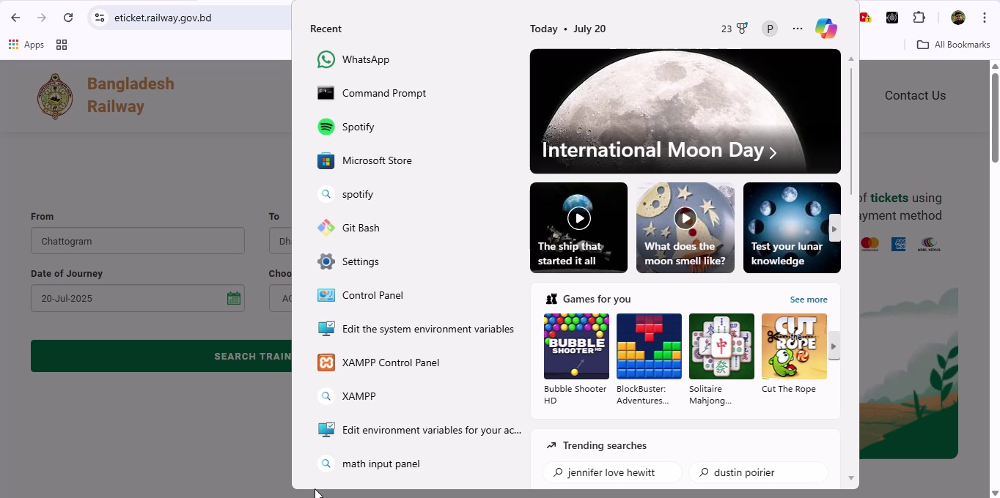 eticket.railway.gov.bd
Apps
All Bookmarks
Bangladesh
Railway
Contact Us
of tickets using
ayment method
From
To
Chattogram
Dh
Date of Journey
Choo
20-Jul-2025
AC
SEARCH TRAIN
Recent
WhatsApp
Command Prompt
Spotify
Microsoft Store
spotify
Git Bash
Settings
Control Panel
Edit the system environment variables
XAMPP Control Panel
XAMPP
Edit environment variables for your ac...
math input panel
Today • July 20
23
P
International Moon Day
The ship that
started it all
What does the
moon smell like?
Test your lunar
knowledge
Games for you
See more
BUBBLE
SHOOTER HD
CUT
the
ROPE
Bubble Shooter
HD
BlockBuster:
Adventures...
Solitaire
Mahjong...
Cut The Rope
Trending searches
jennifer love hewitt
dustin poirier